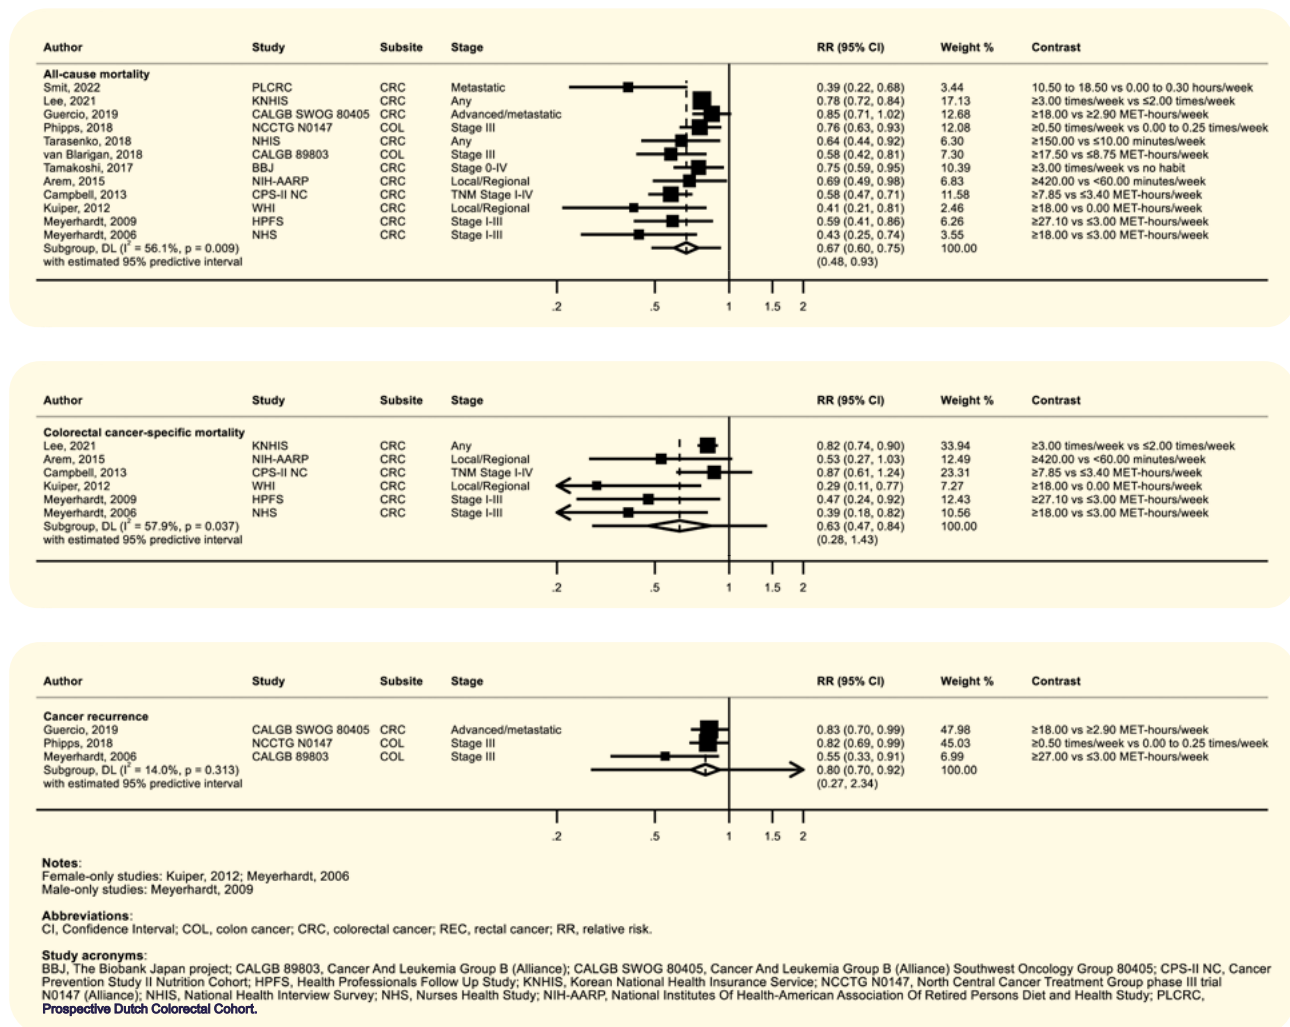 Author Study Subsite Stage RR (95% CI) Weight % Contrast
All-cause mortality
Smit, 2022 PLCRC CRC Metastatic 0.39 (0.22, 0.68) 3.44 10.50 to 18.50 vs 0.00 to 0.30 hours/week
Lee, 2021 KNHIS CRC Any 0.78 (0.72, 0.84) 17.13 ≥3.00 times/week vs ≤2.00 times/week
Guercio, 2019 CALGB SWOG 80405 CRC Advanced/metastatic 0.85 (0.71, 1.02) 12.68 ≥18.00 vs ≥2.90 MET-hours/week
Phipps, 2018 NCCTG N0147 COL Stage III 0.76 (0.63, 0.93) 12.08 ≥0.50 times/week vs 0.00 to 0.25 times/week
Tarasenko, 2018 NHIS CRC Any 0.64 (0.44, 0.92) 6.30 ≥150.00 vs ≤10.00 minutes/week
van Blarigan, 2018 CALGB 89803 COL Stage III 0.58 (0.42, 0.81) 7.30 ≥17.50 vs ≤8.75 MET-hours/week
Tamakoshi, 2017 BBJ CRC Stage 0-IV 0.75 (0.59, 0.95) 10.39 ≥3.00 times/week vs no habit
Arem, 2015 NIH-AARP CRC Local/Regional 0.69 (0.49, 0.98) 6.83 ≥420.00 vs <60.00 minutes/week
Campbell, 2013 CPS-II NC CRC TNM Stage I-IV 0.58 (0.47, 0.71) 11.58 ≥7.85 vs ≤3.40 MET-hours/week
Kuiper, 2012 WHI CRC Local/Regional 0.41 (0.21, 0.81) 2.46 ≥18.00 vs 0.00 MET-hours/week
Meyerhardt, 2009 HPFS CRC Stage I-III 0.59 (0.41, 0.86) 6.26 ≥27.10 vs ≤3.00 MET-hours/week
Meyerhardt, 2006 NHS CRC Stage I-III 0.43 (0.25, 0.74) 3.55 ≥18.00 vs ≤3.00 MET-hours/week
Subgroup, DL (I² = 56.1%, p = 0.009) 0.67 (0.60, 0.75) 100.00
with estimated 95% predictive interval (0.48, 0.93)
.2 .5 1 1.5 2
Author Study Subsite Stage RR (95% CI) Weight % Contrast
Colorectal cancer-specific mortality
Lee, 2021 KNHIS CRC Any 0.82 (0.74, 0.90) 33.94 ≥3.00 times/week vs ≤2.00 times/week
Arem, 2015 NIH-AARP CRC Local/Regional 0.53 (0.27, 1.03) 12.49 ≥420.00 vs <60.00 minutes/week
Campbell, 2013 CPS-II NC CRC TNM Stage I-IV 0.87 (0.61, 1.24) 23.31 ≥7.85 vs ≤3.40 MET-hours/week
Kuiper, 2012 WHI CRC Local/Regional 0.29 (0.11, 0.77) 7.27 ≥18.00 vs 0.00 MET-hours/week
Meyerhardt, 2009 HPFS CRC Stage I-III 0.47 (0.24, 0.92) 12.43 ≥27.10 vs ≤3.00 MET-hours/week
Meyerhardt, 2006 NHS CRC Stage I-III 0.39 (0.18, 0.82) 10.56 ≥18.00 vs ≤3.00 MET-hours/week
Subgroup, DL (I² = 57.9%, p = 0.037) 0.63 (0.47, 0.84) 100.00
with estimated 95% predictive interval (0.28, 1.43)
.2 .5 1 1.5 2
Author Study Subsite Stage RR (95% CI) Weight % Contrast
Cancer recurrence
Guercio, 2019 CALGB SWOG 80405 CRC Advanced/metastatic 0.83 (0.70, 0.99) 47.98 ≥18.00 vs ≥2.90 MET-hours/week
Phipps, 2018 NCCTG N0147 COL Stage III 0.82 (0.69, 0.99) 45.03 ≥0.50 times/week vs 0.00 to 0.25 times/week
Meyerhardt, 2006 CALGB 89803 COL Stage III 0.55 (0.33, 0.91) 6.99 ≥27.00 vs ≤3.00 MET-hours/week
Subgroup, DL (I² = 14.0%, p = 0.313) 0.80 (0.70, 0.92) 100.00
with estimated 95% predictive interval (0.27, 2.34)
.2 .5 1 1.5 2
Notes:
Female-only studies: Kuiper, 2012; Meyerhardt, 2006
Male-only studies: Meyerhardt, 2009
Abbreviations:
CI, Confidence Interval; COL, colon cancer; CRC, colorectal cancer; REC, rectal cancer; RR, relative risk.
Study acronyms:
BBJ, The Biobank Japan project; CALGB 89803, Cancer And Leukemia Group B (Alliance); CALGB SWOG 80405, Cancer And Leukemia Group B (Alliance) Southwest Oncology Group 80405; CPS-II NC, Cancer
Prevention Study II Nutrition Cohort; HPFS, Health Professionals Follow Up Study; KNHIS, Korean National Health Insurance Service; NCCTG N0147, North Central Cancer Treatment Group phase III trial
N0147 (Alliance); NHIS, National Health Interview Survey; NHS, Nurses Health Study; NIH-AARP, National Institutes Of Health-American Association Of Retired Persons Diet and Health Study; PLCRC,
Prospective Dutch Colorectal Cohort.